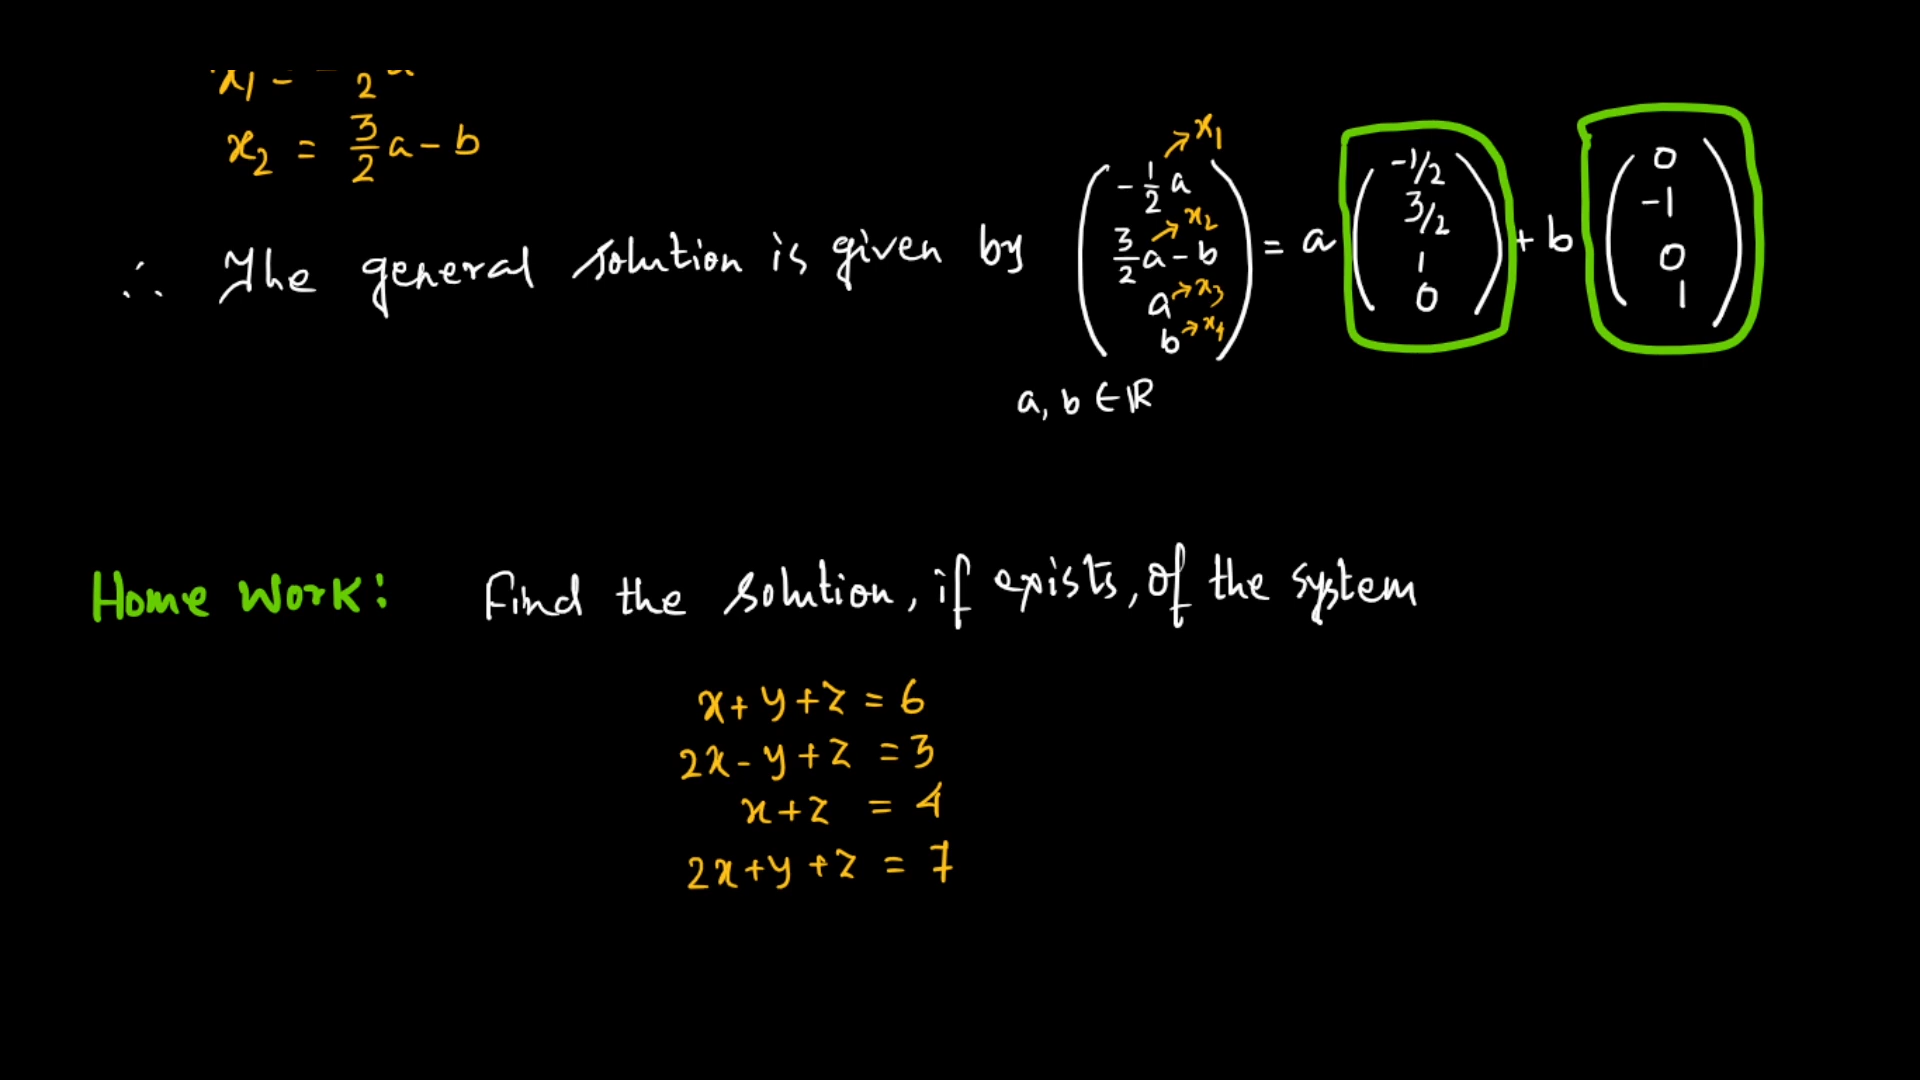 x₂ = 3/2 a - b
∴ The general solution is given by (-1/2 a → x₁, 3/2 a - b → x₂, a → x₃, b → x₄) = a (-1/2, 3/2, 1, 0) + b (0, -1, 0, 1)
a, b ∈ ℝ
Home Work: Find the solution, if exists, of the system
x + y + z = 6
2x - y + z = 3
x + z = 4
2x + y + z = 7